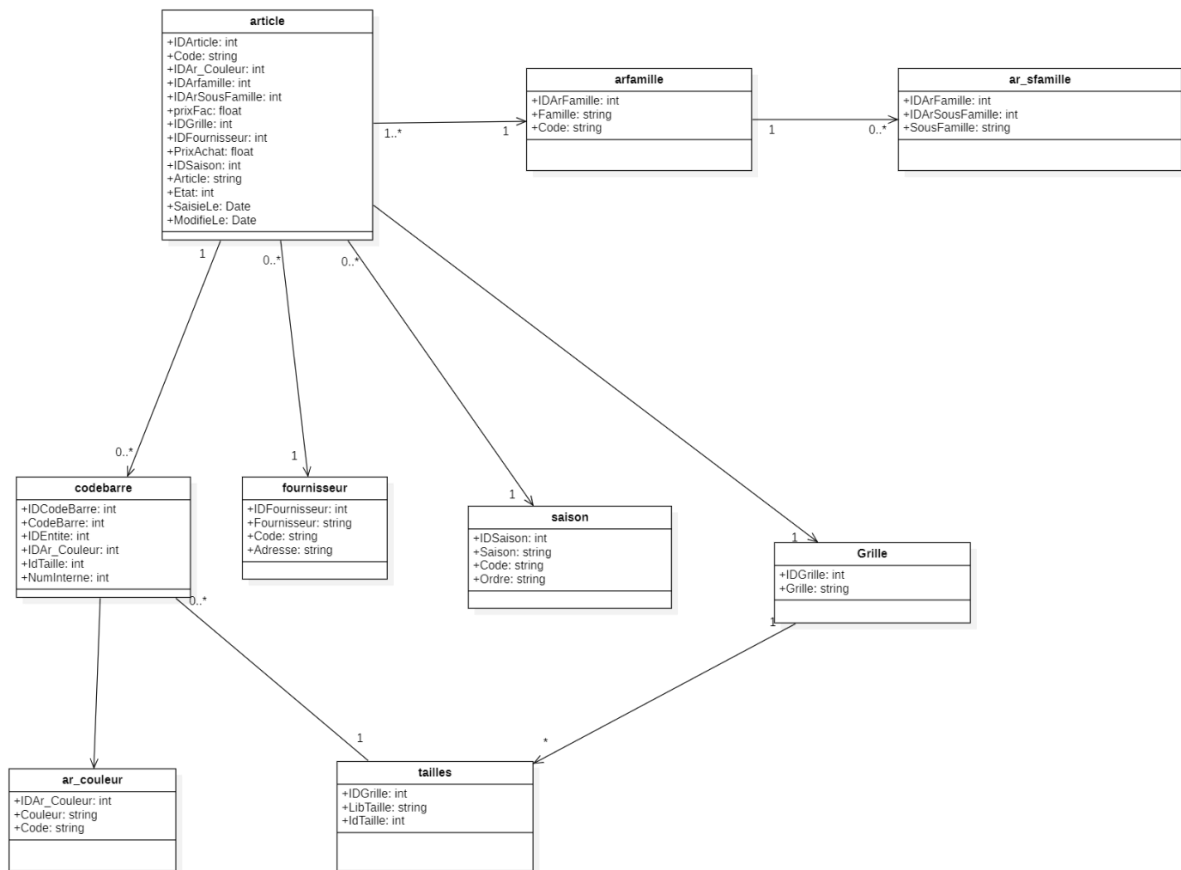 article
+IDArticle: int
+Code: string
+IDAr_Couleur: int
+IDArfamille: int
+IDArSousFamille: int
+prixFac: float
+IDGrille: int
+IDFournisseur: int
+PrixAchat: float
+IDSaison: int
+Article: string
+Etat: int
+SaisieLe: Date
+ModifieLe: Date
1..*
1
arfamille
+IDArFamille: int
+Famille: string
+Code: string
1
0..*
ar_sfamille
+IDArFamille: int
+IDArSousFamille: int
+SousFamille: string
1
0..*
0..*
0..*
1
1
1
codebarre
+IDCodeBarre: int
+CodeBarre: int
+IDEntite: int
+IDAr_Couleur: int
+IdTaille: int
+NumInterne: int
fournisseur
+IDFournisseur: int
+Fournisseur: string
+Code: string
+Adresse: string
saison
+IDSaison: int
+Saison: string
+Code: string
+Ordre: string
Grille
+IDGrille: int
+Grille: string
0..*
1
1
*
ar_couleur
+IDAr_Couleur: int
+Couleur: string
+Code: string
tailles
+IDGrille: int
+LibTaille: string
+IdTaille: int